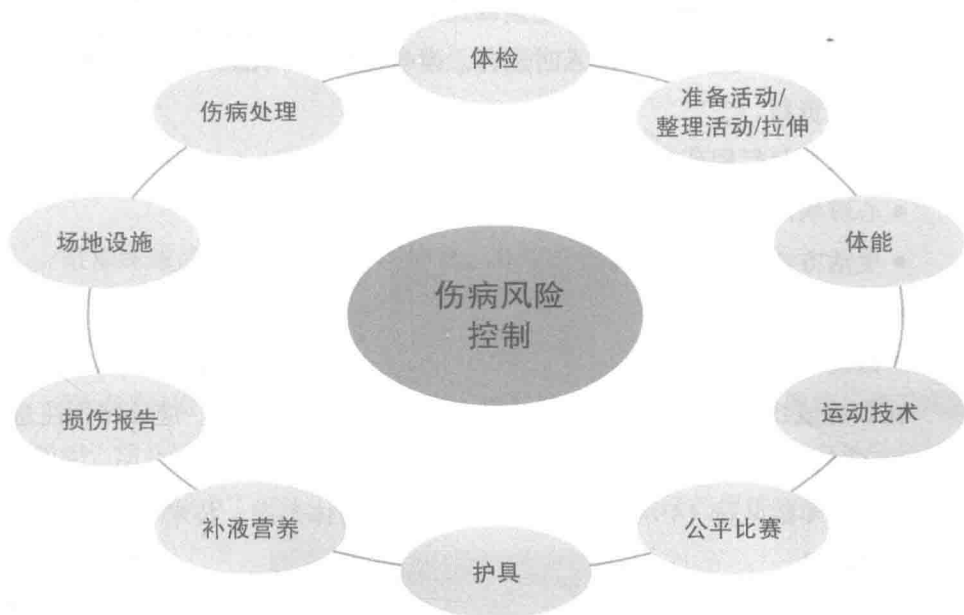 体检
准备活动/
整理活动/拉伸
体能
运动技术
公平比赛
护具
补液营养
损伤报告
场地设施
伤病处理
伤病风险
控制